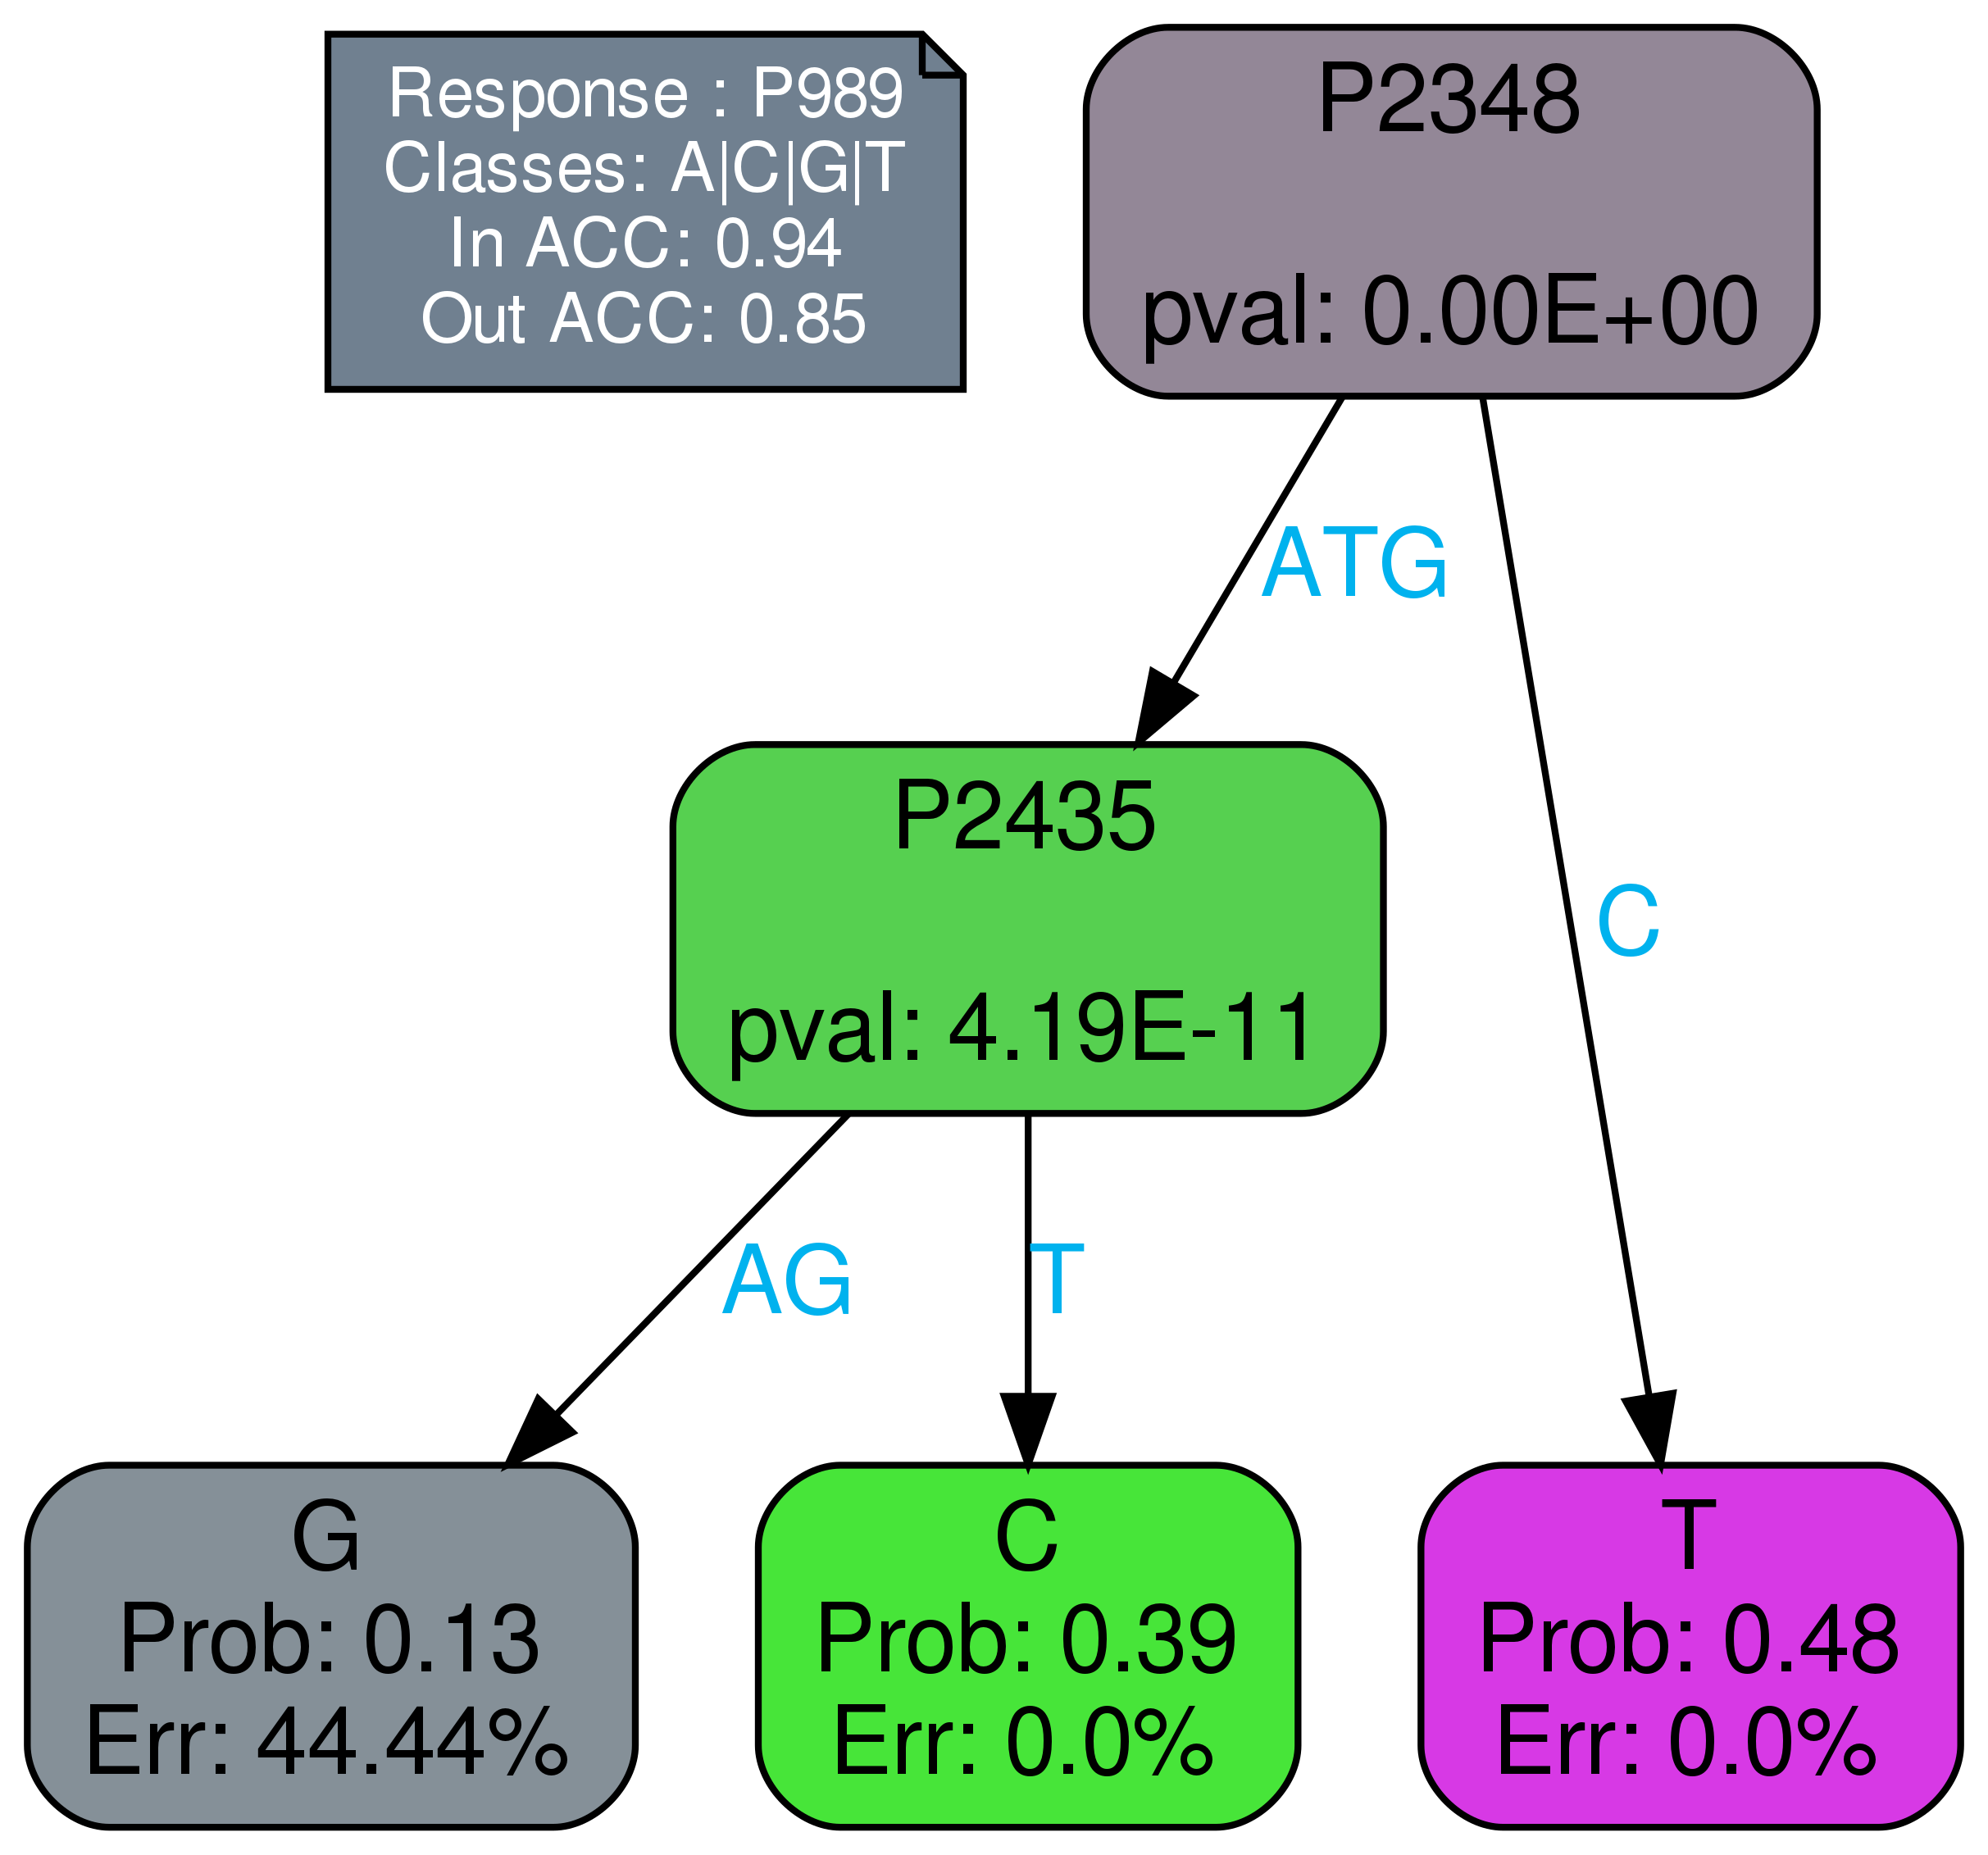 Response : P989
Classes: A|C|G|T
In ACC: 0.94
Out ACC: 0.85
P2348
pval: 0.00E+00
ATG
C
P2435
pval: 4.19E-11
AG
T
G
Prob: 0.13
Err: 44.44%
C
Prob: 0.39
Err: 0.0%
T
Prob: 0.48
Err: 0.0%